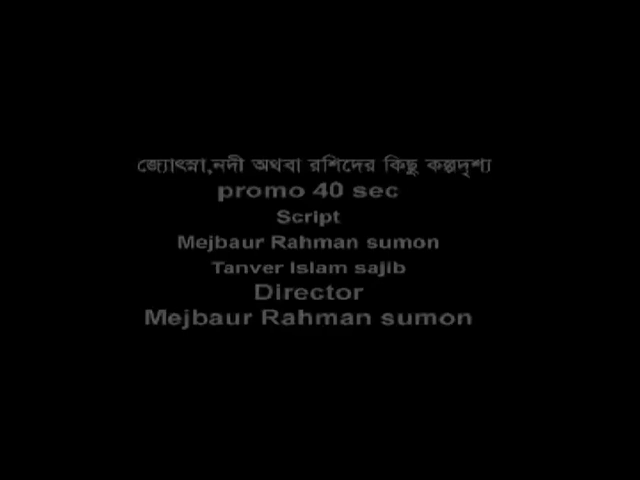 জ্যোৎস্না,নদী অথবা রশিদের কিছু কল্পদৃশ্য
promo 40 sec
Script
Mejbaur Rahman sumon
Tanver Islam sajib
Director
Mejbaur Rahman sumon